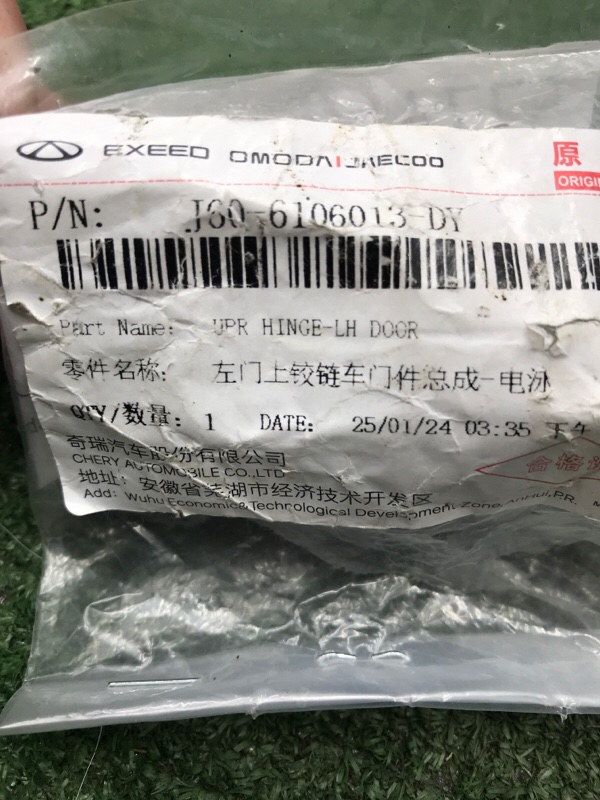 EXEED OMODA|JAECOO
原
ORIGIN
P/N: J60-6106013-DY
Part Name: UPR HINGE-LH DOOR
零件名称: 左门上铰链车门件总成-电泳
QTY/数量: 1 DATE: 25/01/24 03:35 下午
奇瑞汽车股份有限公司
CHERY AUTOMOBILE CO.,LTD
合格
地址: 安徽省芜湖市经济技术开发区
Add: Wuhu Economic&Technological Development Zone, AnHui, PR